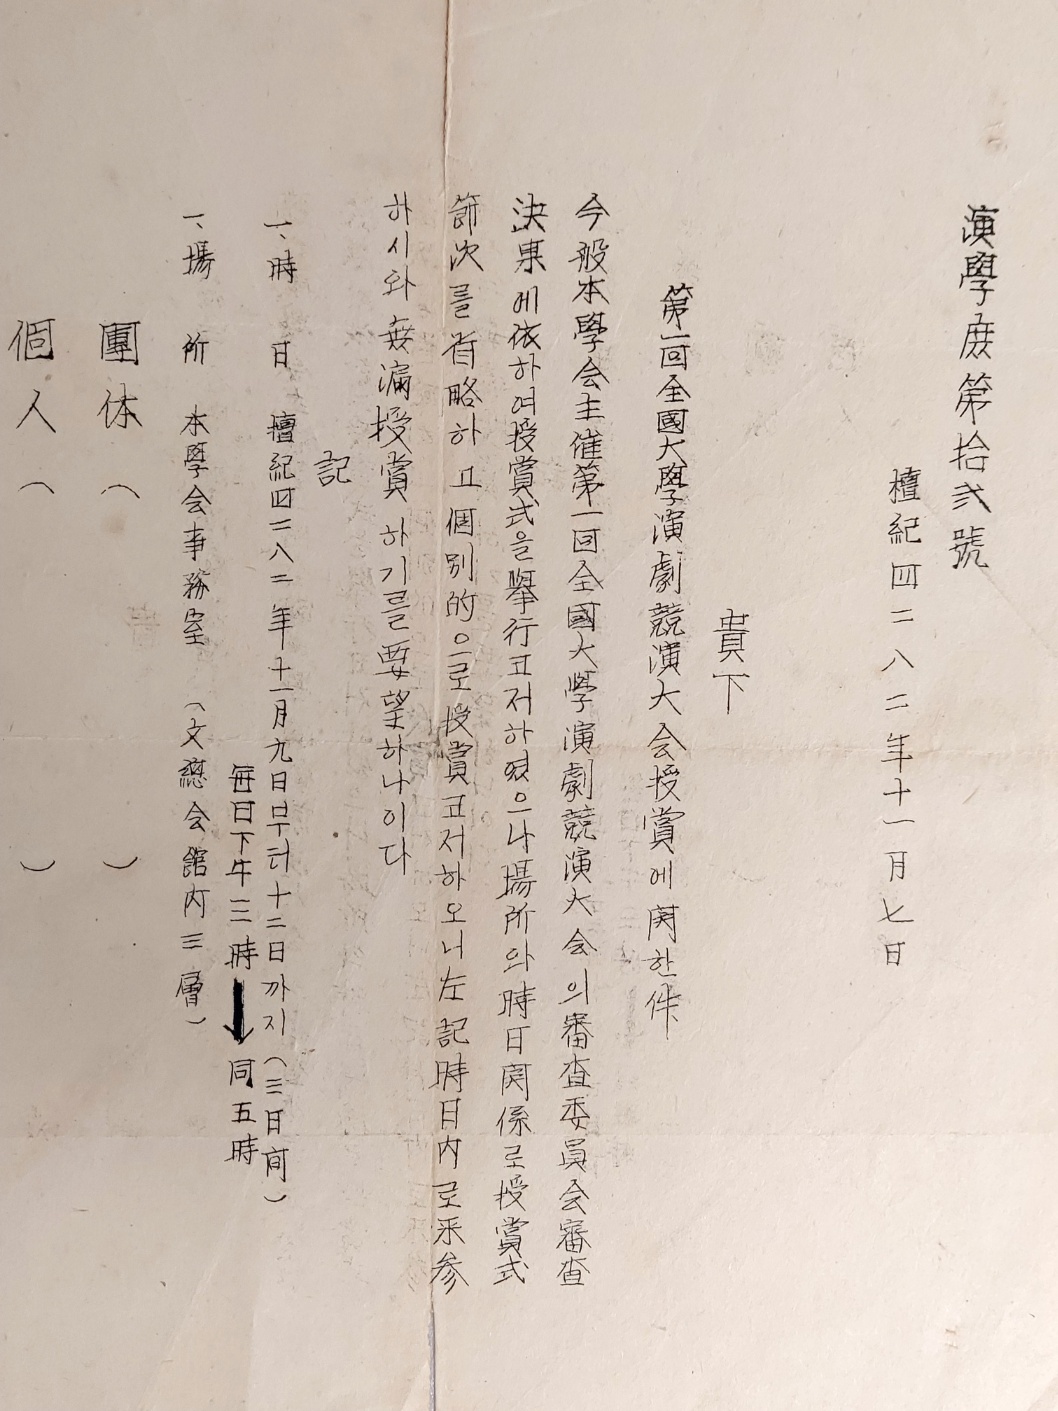 演學庶第拾弐號
檀紀四二八二年十一月七日
貴下
第一回全國大學演劇競演大会授賞에関한件
今般本學会主催第一回全國大學演劇競演大会의審査委員会審査
決果에依하여授賞式을擧行코저하였으나場所와時日関係로授賞式
節次를省略하고個別的으로授賞코저하오니左記時日內로来参
하시와毋漏授賞하기를要望하나이다
記
一、時日 檀紀四二八二年十一月九日부터十二日까지(三日间)
每日下午三時→同五時
一、場所 本學会事務室(文總会館內三層)
團体( )
個人( )